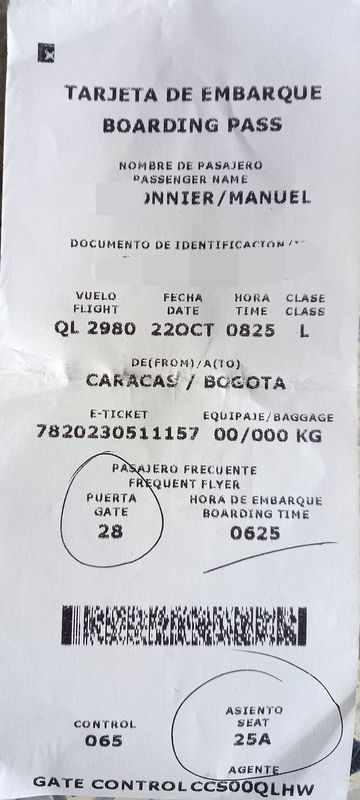 TARJETA DE EMBARQUE
BOARDING PASS
NOMBRE DE PASAJERO
PASSENGER NAME
ONNIER/MANUEL
DOCUMENTO DE IDENTIFICACION
VUELO FECHA HORA CLASE
FLIGHT DATE TIME CLASS
QL 2980 22OCT 0825 L
DE(FROM)/A(TO)
CARACAS / BOGOTA
E-TICKET EQUIPAJE/BAGGAGE
7820230511157 00/000 KG
PASAJERO FRECUENTE
FREQUENT FLYER
PUERTA HORA DE EMBARQUE
GATE BOARDING TIME
28 0625
ASIENTO
CONTROL SEAT
065 25A
AGENTE
GATE CONTROL CCS00QLHW